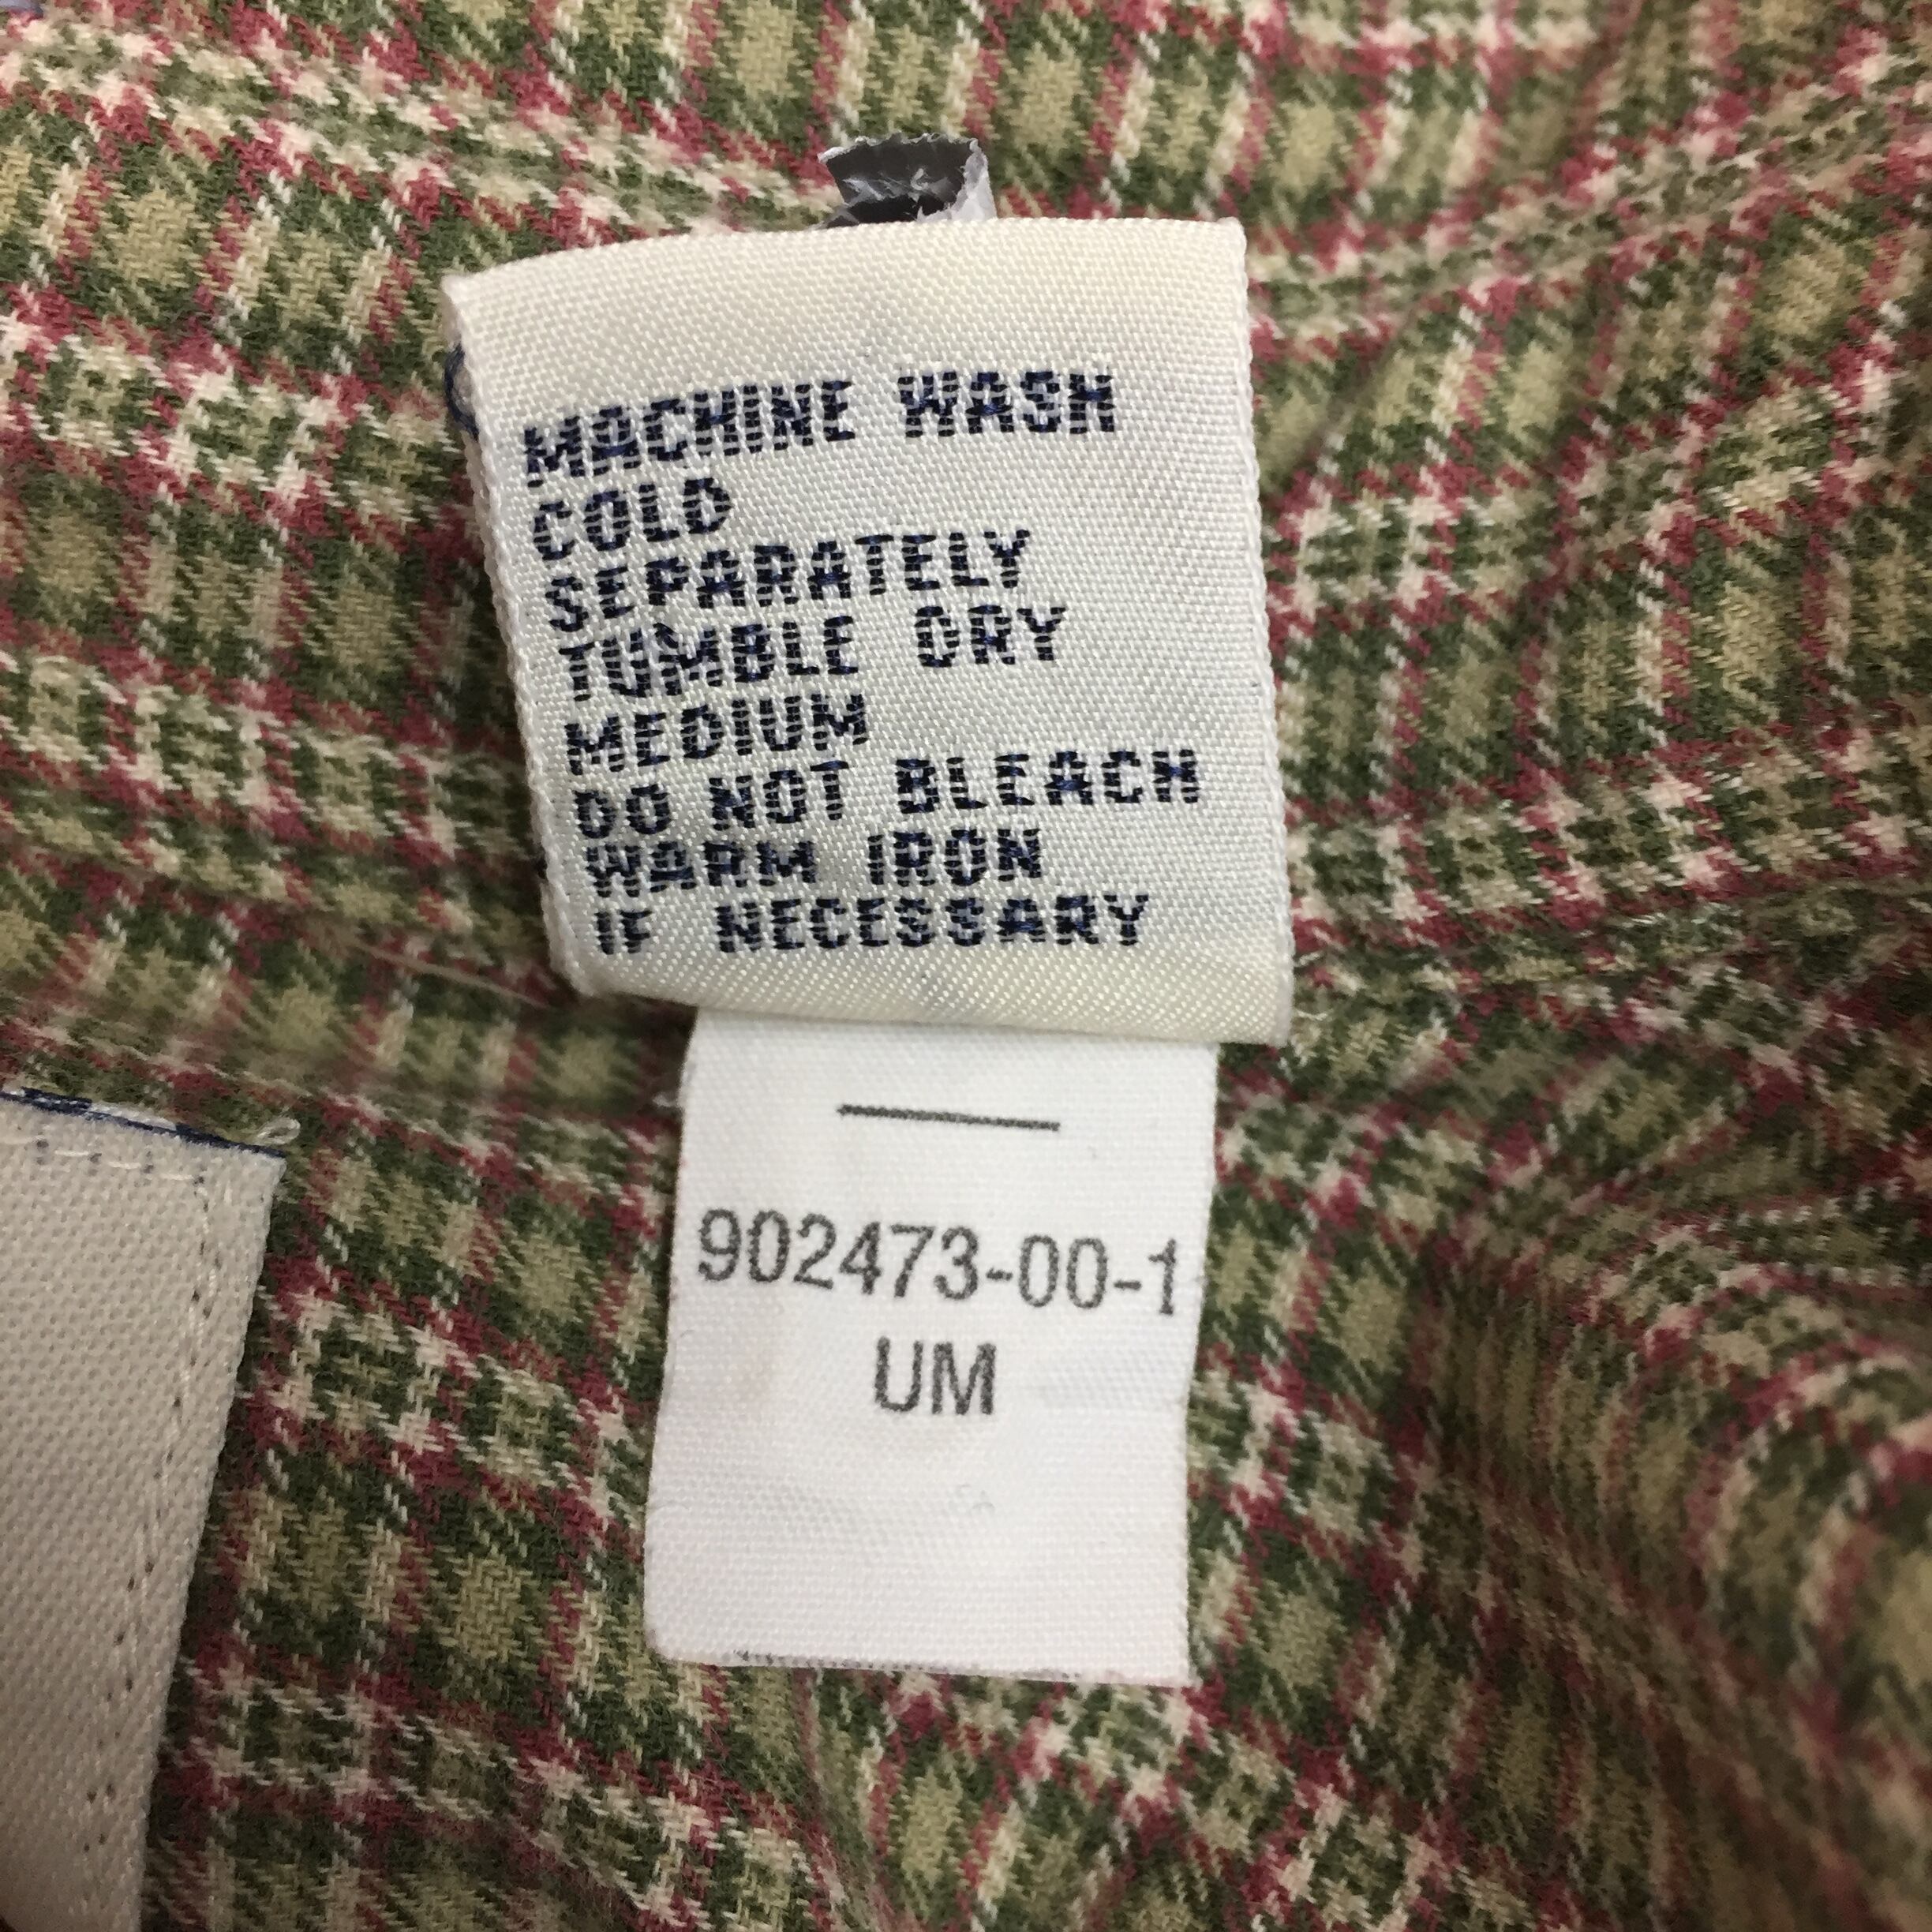 MACHINE WASH
COLD
SEPARATELY
TUMBLE DRY
MEDIUM
DO NOT BLEACH
WARM IRON
IF NECESSARY
902473-00-1
UM